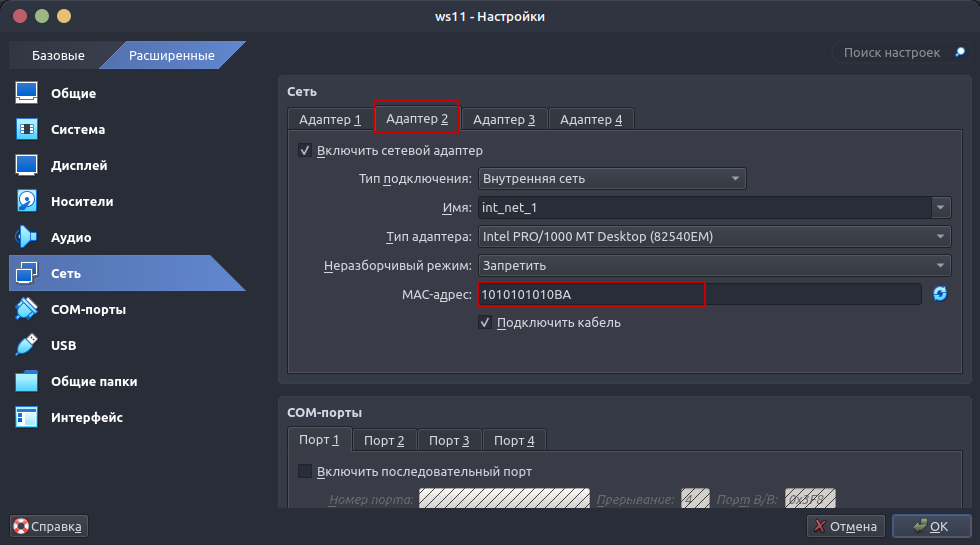 ws11 - Настройки
Базовые Расширенные Поиск настроек
Общие
Система
Дисплей
Носители
Аудио
Сеть
COM-порты
USB
Общие папки
Интерфейс
Сеть
Адаптер 1 Адаптер 2 Адаптер 3 Адаптер 4
Включить сетевой адаптер
Тип подключения: Внутренняя сеть
Имя: int_net_1
Тип адаптера: Intel PRO/1000 MT Desktop (82540EM)
Неразборчивый режим: Запретить
MAC-адрес: 1010101010BA
Подключить кабель
COM-порты
Порт 1 Порт 2 Порт 3 Порт 4
Включить последовательный порт
Номер порта: Прерывание: 4 Порт В/В: 0x3F8
Справка Отмена OK